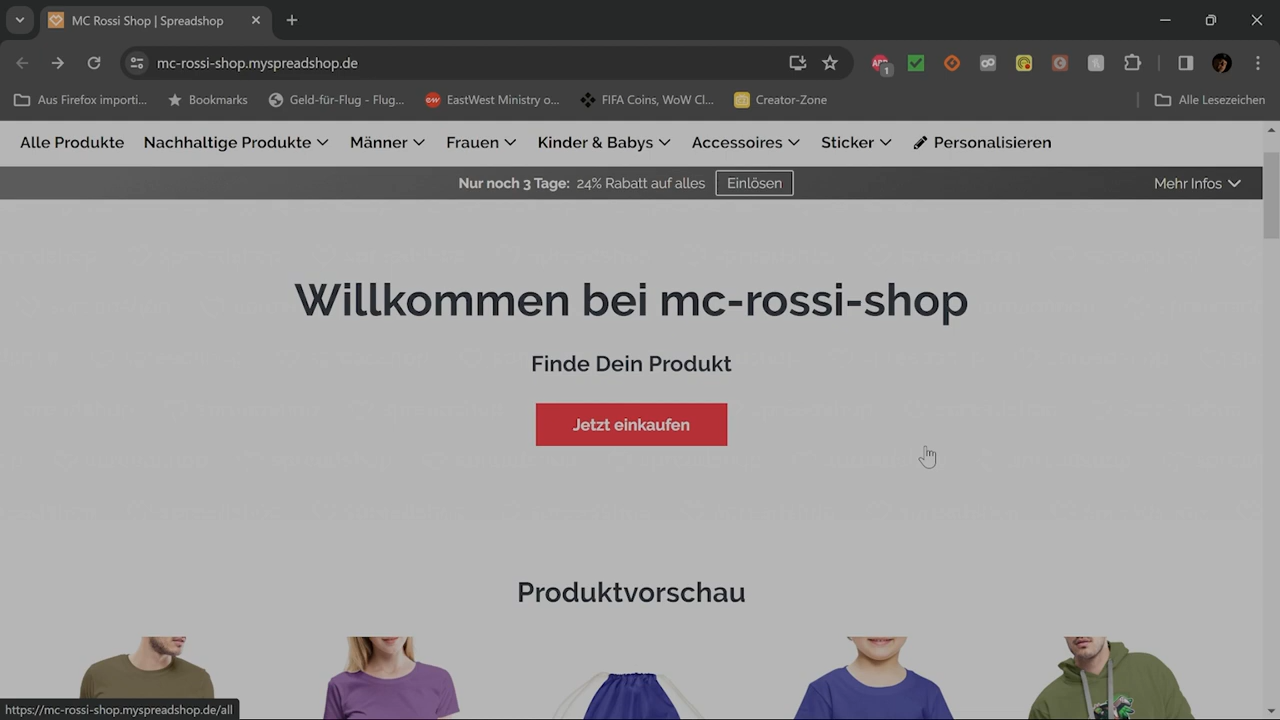 MC Rossi Shop | Spreadshop
mc-rossi-shop.myspreadshop.de
ABP
1
Aus Firefox importi...
Bookmarks
Geld-für-Flug - Flug...
EastWest Ministry o...
FIFA Coins, WoW Cl...
Creator-Zone
Alle Lesezeichen
Alle Produkte
Nachhaltige Produkte
Männer
Frauen
Kinder & Babys
Accessoires
Sticker
Personalisieren
Nur noch 3 Tage: 24% Rabatt auf alles
Einlösen
Mehr Infos
Willkommen bei mc-rossi-shop
Finde Dein Produkt
Jetzt einkaufen
Produktvorschau
https://mc-rossi-shop.myspreadshop.de/all